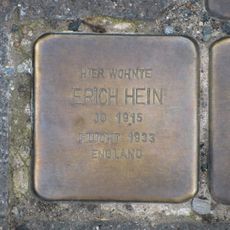 HIER WOHNTE
ERICH HEIN
JG 1915
FLUCHT 1933
ENGLAND